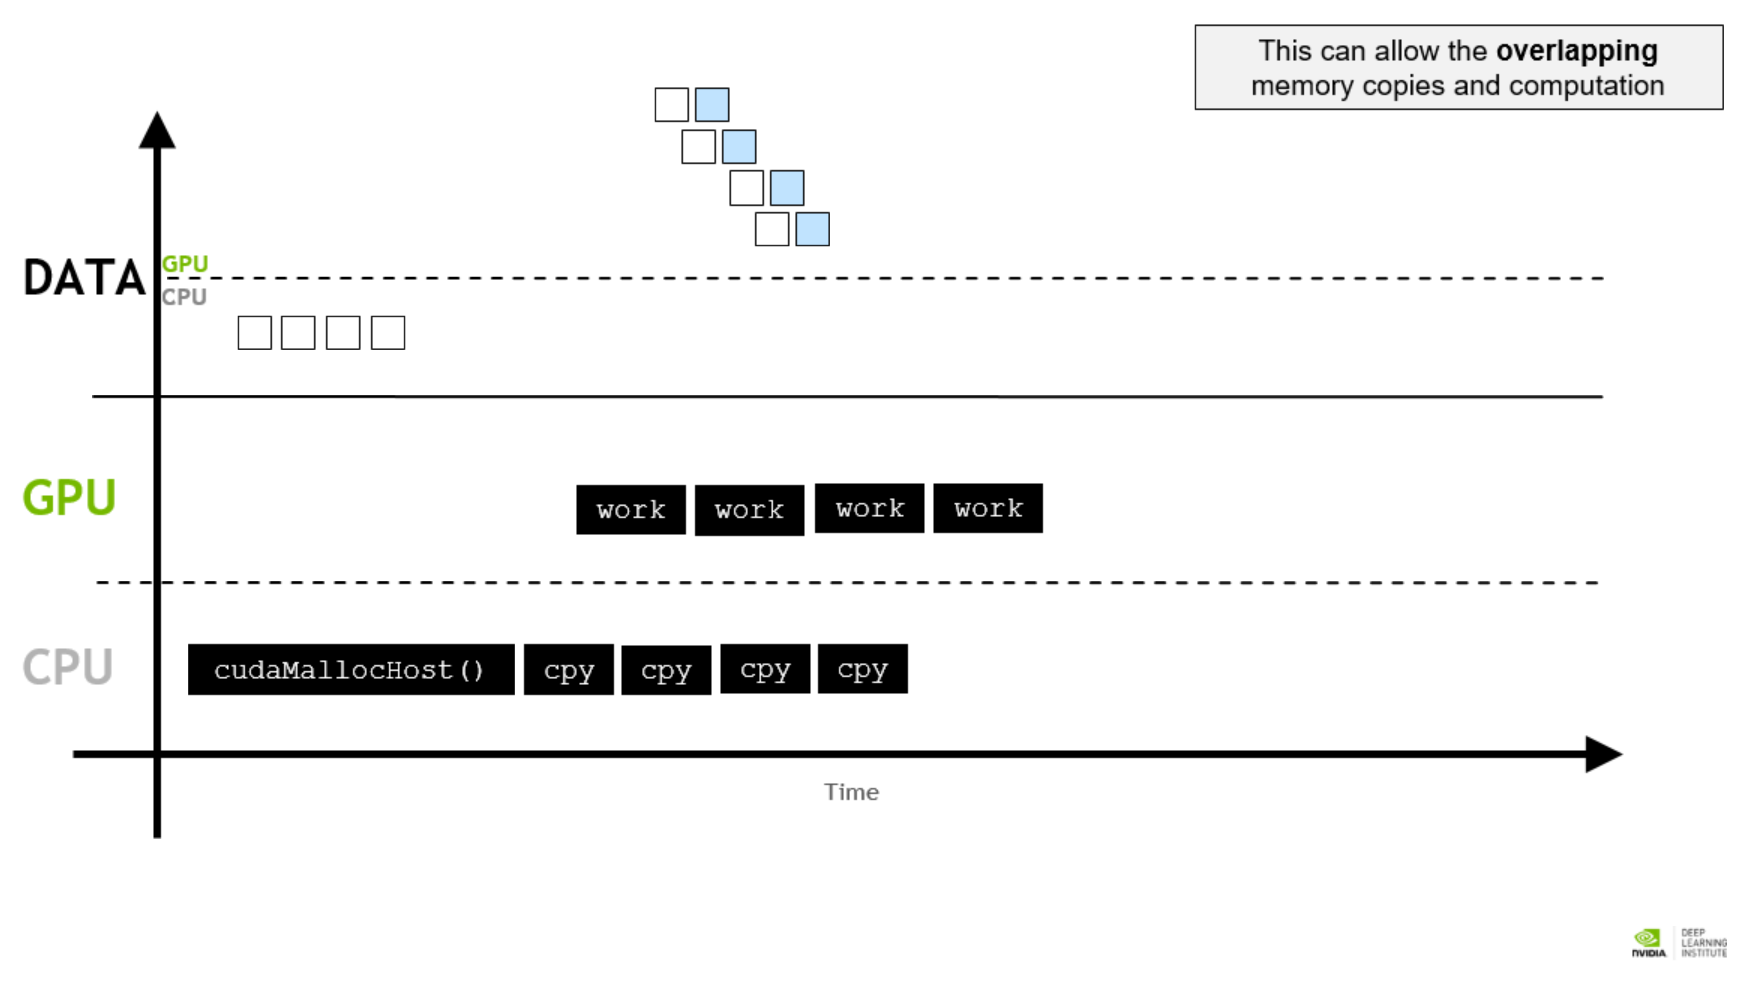 This can allow the overlapping
memory copies and computation
DATA
GPU
CPU
GPU
work
work
work
work
CPU
cudaMallocHost()
cpy
cpy
cpy
cpy
Time
NVIDIA.
DEEP
LEARNING
INSTITUTE